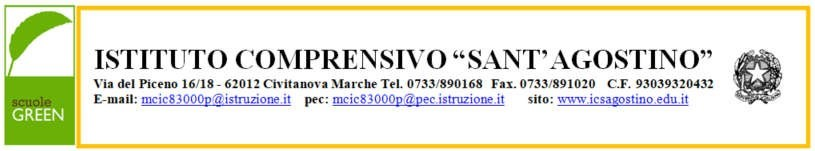 ISTITUTO COMPRENSIVO “SANT’AGOSTINO”
Via del Piceno 16/18 - 62012 Civitanova Marche Tel. 0733/890168 Fax. 0733/891020 C.F. 93039320432
E-mail: mcic83000p@istruzione.it pec: mcic83000p@pec.istruzione.it sito: www.icsagostino.edu.it
scuole
GREEN